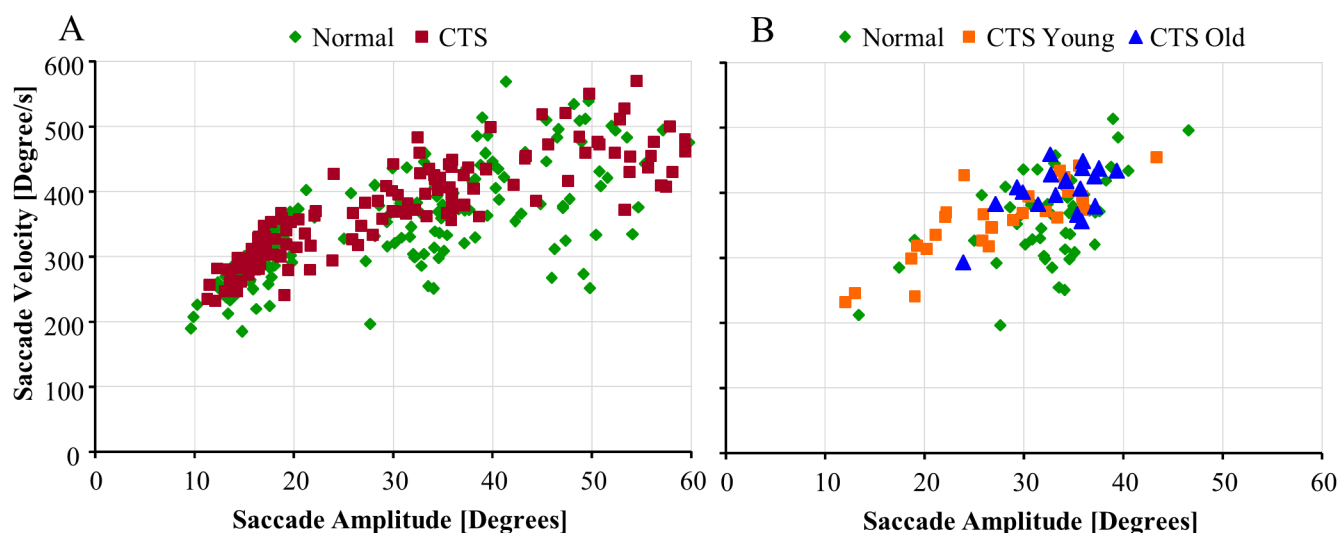 A
Normal CTS
B
Normal CTS Young CTS Old
Saccade Velocity [Degree/s]
600
500
400
300
200
100
0
0 10 20 30 40 50 60
0 10 20 30 40 50 60
Saccade Amplitude [Degrees]
Saccade Amplitude [Degrees]